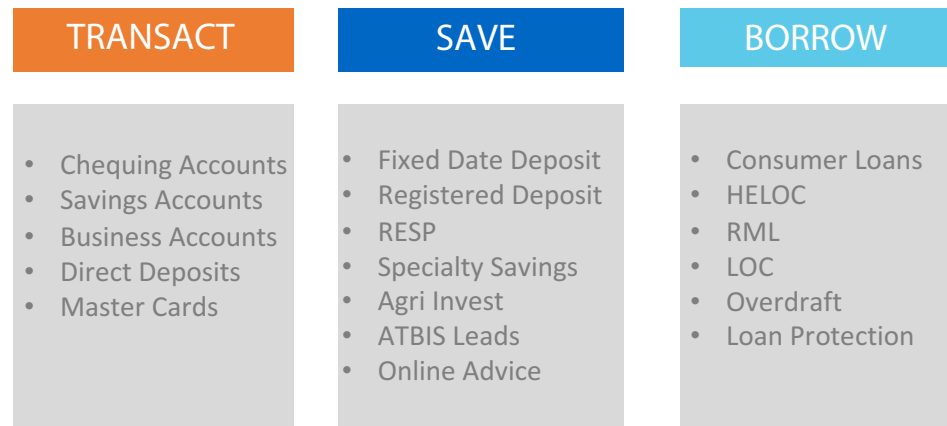 TRANSACT
• Chequing Accounts
• Savings Accounts
• Business Accounts
• Direct Deposits
• Master Cards
SAVE
• Fixed Date Deposit
• Registered Deposit
• RESP
• Specialty Savings
• Agri Invest
• ATBIS Leads
• Online Advice
BORROW
• Consumer Loans
• HELOC
• RML
• LOC
• Overdraft
• Loan Protection